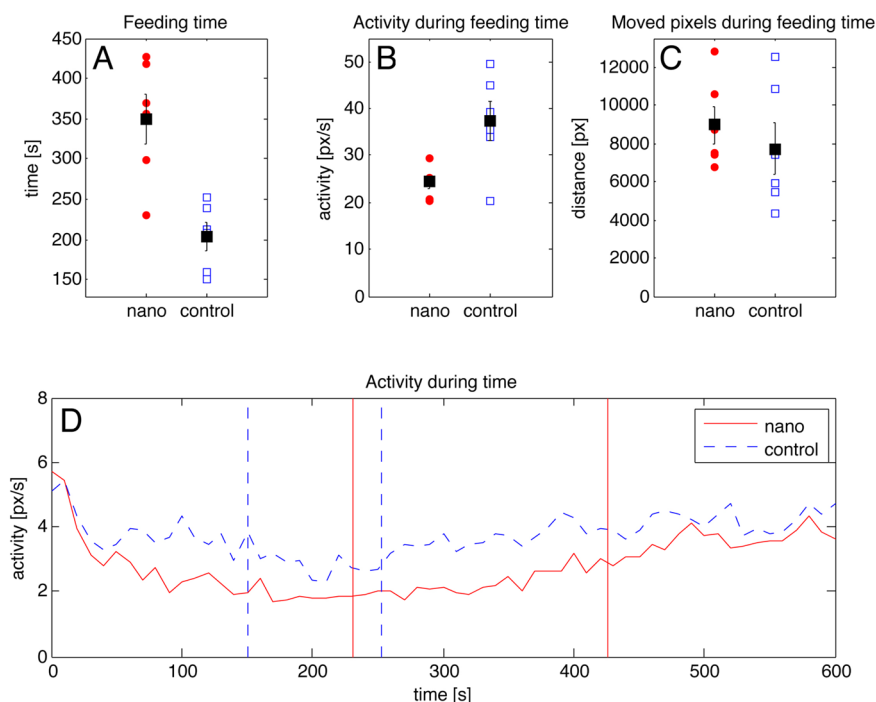 Feeding time
Activity during feeding time
Moved pixels during feeding time
A
450
400
350
300
250
200
150
time [s]
nano control
B
50
40
30
20
10
0
activity [px/s]
nano control
C
12000
10000
8000
6000
4000
2000
0
distance [px]
nano control
Activity during time
D
8
6
4
2
0
activity [px/s]
nano
control
0 100 200 300 400 500 600
time [s]